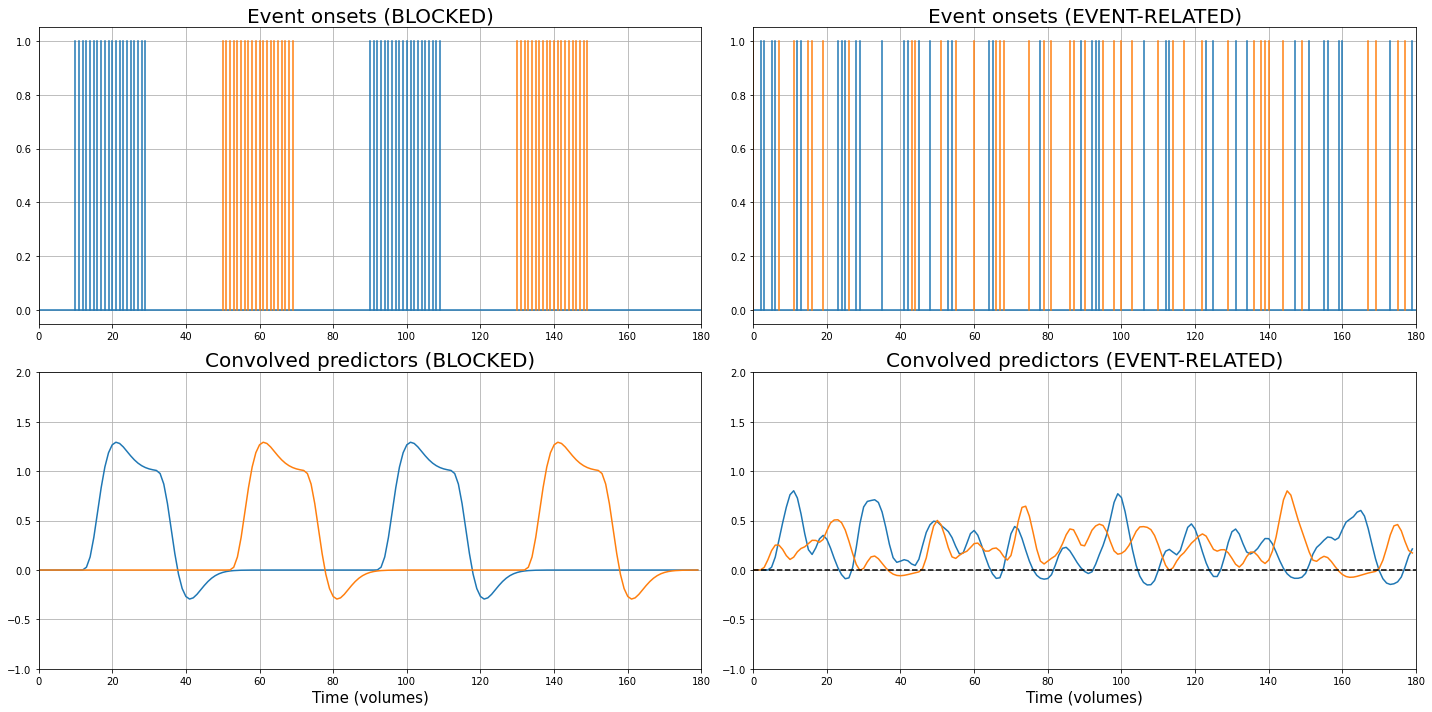 Event onsets (BLOCKED)
1.0
0.8
0.6
0.4
0.2
0.0
0 20 40 60 80 100 120 140 160 180
Event onsets (EVENT-RELATED)
1.0
0.8
0.6
0.4
0.2
0.0
0 20 40 60 80 100 120 140 160 180
Convolved predictors (BLOCKED)
2.0
1.5
1.0
0.5
0.0
−0.5
−1.0
0 20 40 60 80 100 120 140 160 180
Time (volumes)
Convolved predictors (EVENT-RELATED)
2.0
1.5
1.0
0.5
0.0
−0.5
−1.0
0 20 40 60 80 100 120 140 160 180
Time (volumes)